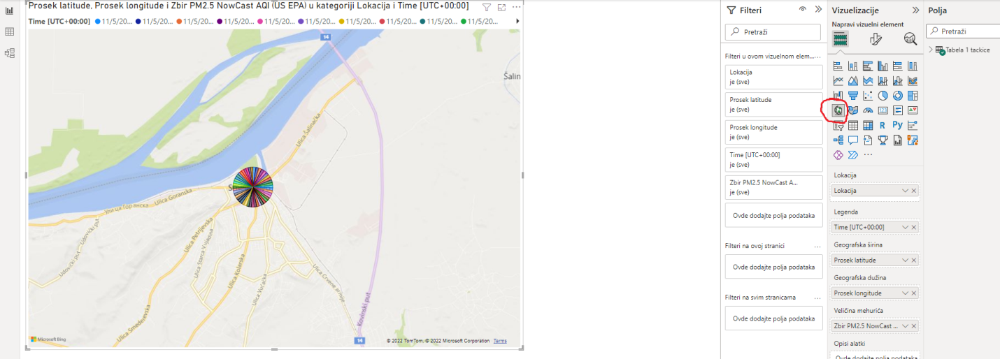 Prosek latitude, Prosek longitude i Zbir PM2.5 NowCast AQI (US EPA) u kategoriji Lokacija i Time [UTC+00:00]
Time [UTC+00:00] 11/5/20... 11/5/20... 11/5/20... 11/5/20... 11/5/20... 11/5/20... 11/5/20... 11/5/20... 11/5/20... 11/5/20...
14
Šalin
Ulica Šalinačka
S
Ulica Goranska
Улица Горанска
Udovički put
Udovički put
Ulica Petrijevska
Ulica Starca Vujadina
Ulica Kolarska
Ulica Vučačka
Ulica Crvene armije
Kovinski put
Ulica Smederevska
14
Microsoft Bing
© 2022 TomTom, © 2022 Microsoft Corporation Terms
Filteri
Pretraži
Filteri u ovom vizuelnom elem...
Lokacija
je (sve)
Prosek latitude
je (sve)
Prosek longitude
je (sve)
Time [UTC+00:00]
je (sve)
Zbir PM2.5 NowCast A...
je (sve)
Ovde dodajte polja podataka
Filteri na ovoj stranici
Ovde dodajte polja podataka
Filteri na svim stranicama
Ovde dodajte polja podataka
Vizuelizacije
Napravi vizuelni element
123
R Py
Lokacija
Lokacija
Legenda
Time [UTC+00:00]
Geografska širina
Prosek latitude
Geografska dužina
Prosek longitude
Veličina mehurića
Zbir PM2.5 NowCast ...
Opisi alatki
Ovde dodajte polja podataka
Polja
Pretraži
Tabela 1 tackice